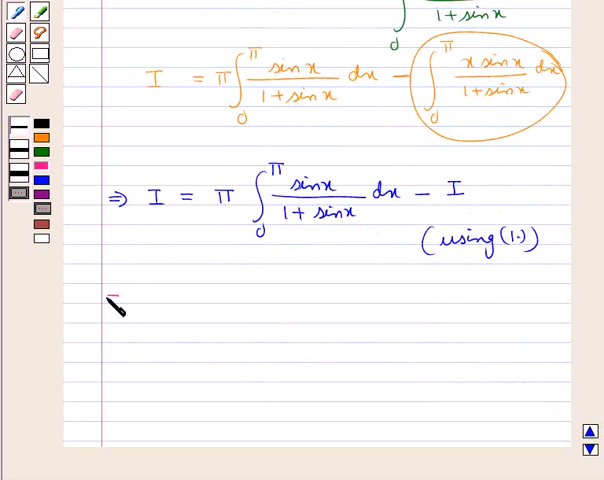 ∫₀ 1+sinx
I = π ∫₀^π sinx/(1+sinx) dx − ∫₀^π x sinx/(1+sinx) dx
⇒ I = π ∫₀^π sinx/(1+sinx) dx − I
(using (1.))